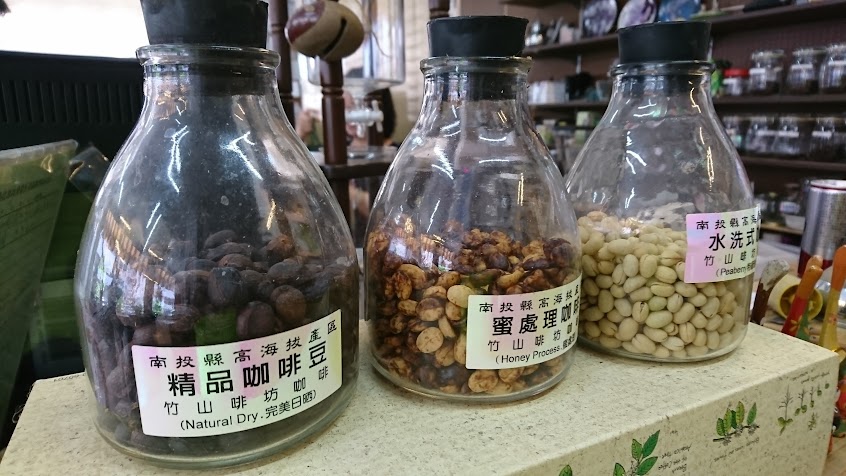 南投縣高海拔產區
精品咖啡豆
竹山啡坊咖啡
(Natural Dry.完美日曬)
南投縣高海拔產
蜜處理咖
竹山啡坊咖
(Honey Process.
南投縣高海
水洗式
竹山啡坊
(Peaberry